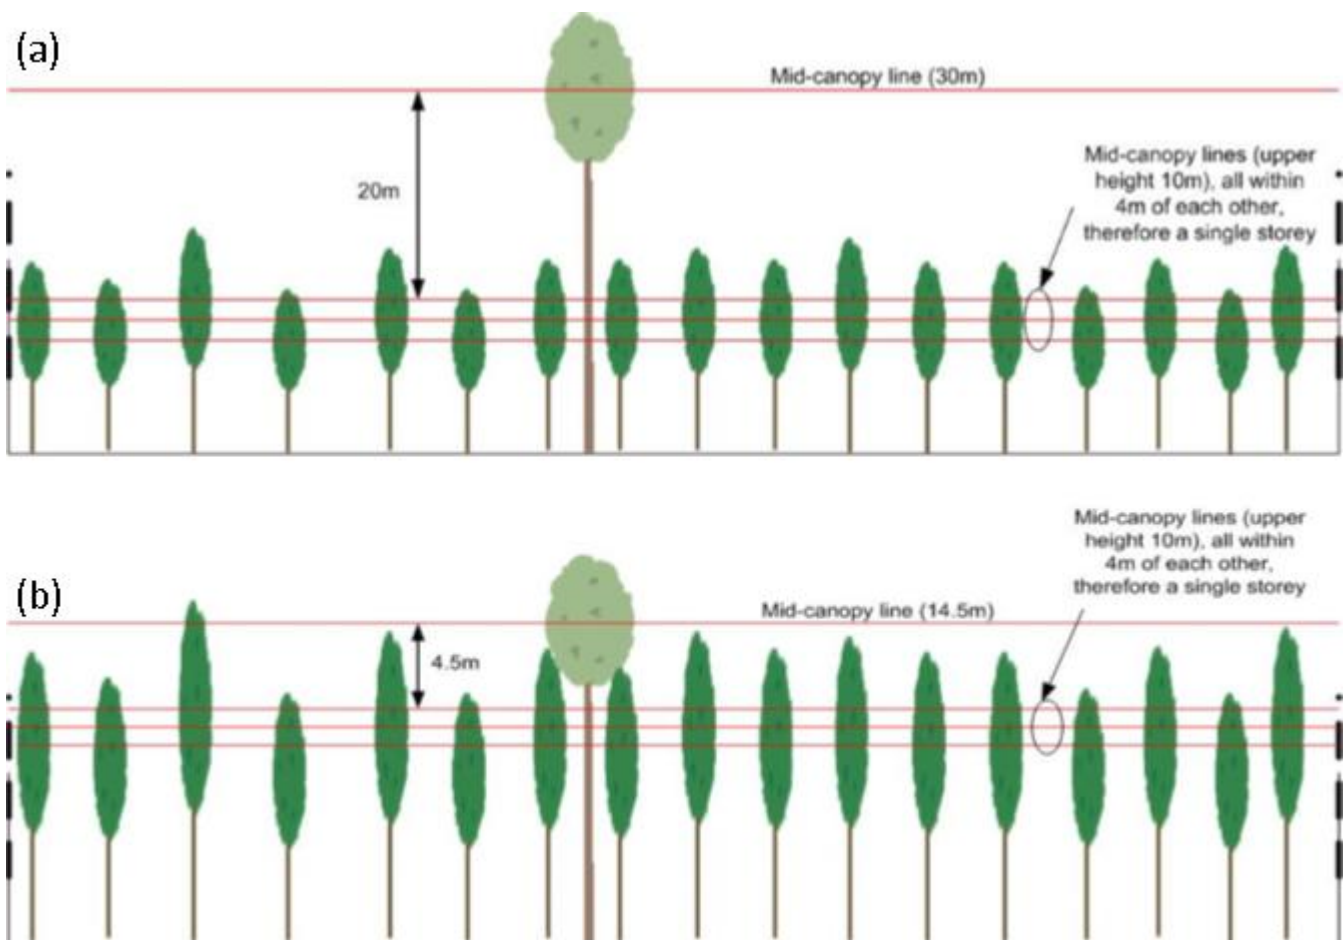 (a)
Mid-canopy line (30m)
20m
Mid-canopy lines (upper
height 10m), all within
4m of each other,
therefore a single storey
(b)
Mid-canopy line (14.5m)
4.5m
Mid-canopy lines (upper
height 10m), all within
4m of each other,
therefore a single storey